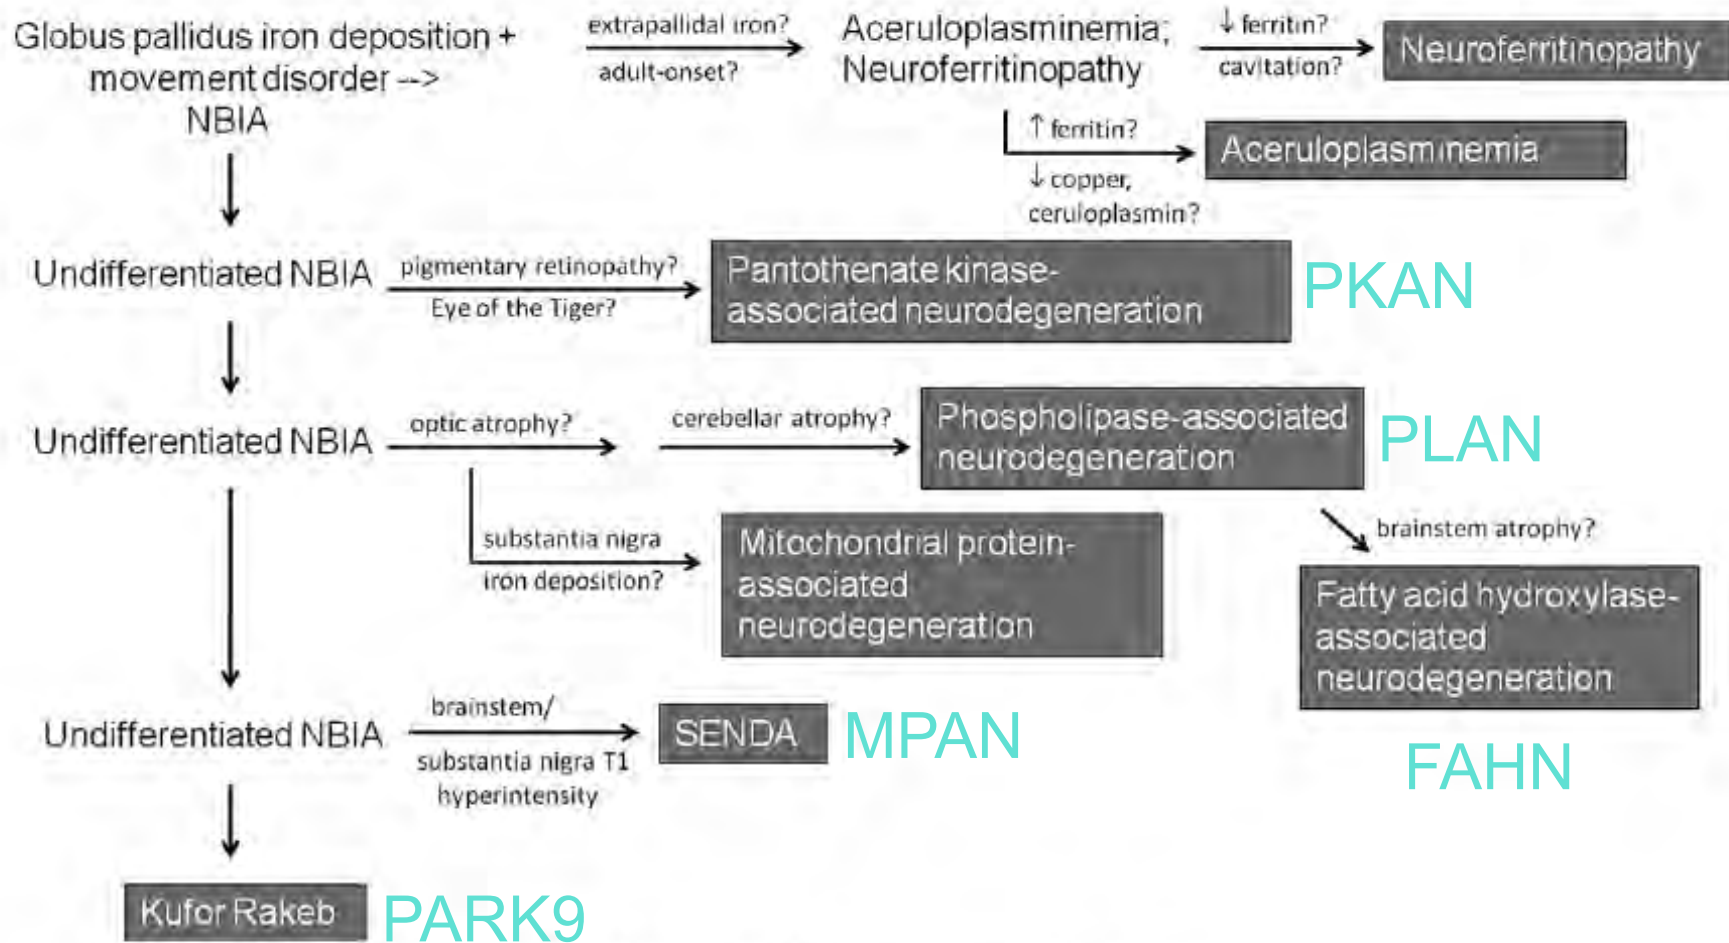 Globus pallidus iron deposition +
movement disorder -->
NBIA
extrapallidal iron?
adult-onset?
Aceruloplasminemia;
Neuroferritinopathy
↓ ferritin?
cavitation?
Neuroferritinopathy
↑ ferritin?
↓ copper,
ceruloplasmin?
Aceruloplasminemia
Undifferentiated NBIA
pigmentary retinopathy?
Eye of the Tiger?
Pantothenate kinase-
associated neurodegeneration
PKAN
Undifferentiated NBIA
optic atrophy?
cerebellar atrophy?
Phospholipase-associated
neurodegeneration
PLAN
substantia nigra
iron deposition?
Mitochondrial protein-
associated
neurodegeneration
brainstem atrophy?
Fatty acid hydroxylase-
associated
neurodegeneration
FAHN
Undifferentiated NBIA
brainstem/
substantia nigra T1
hyperintensity
SENDA
MPAN
Kufor Rakeb
PARK9